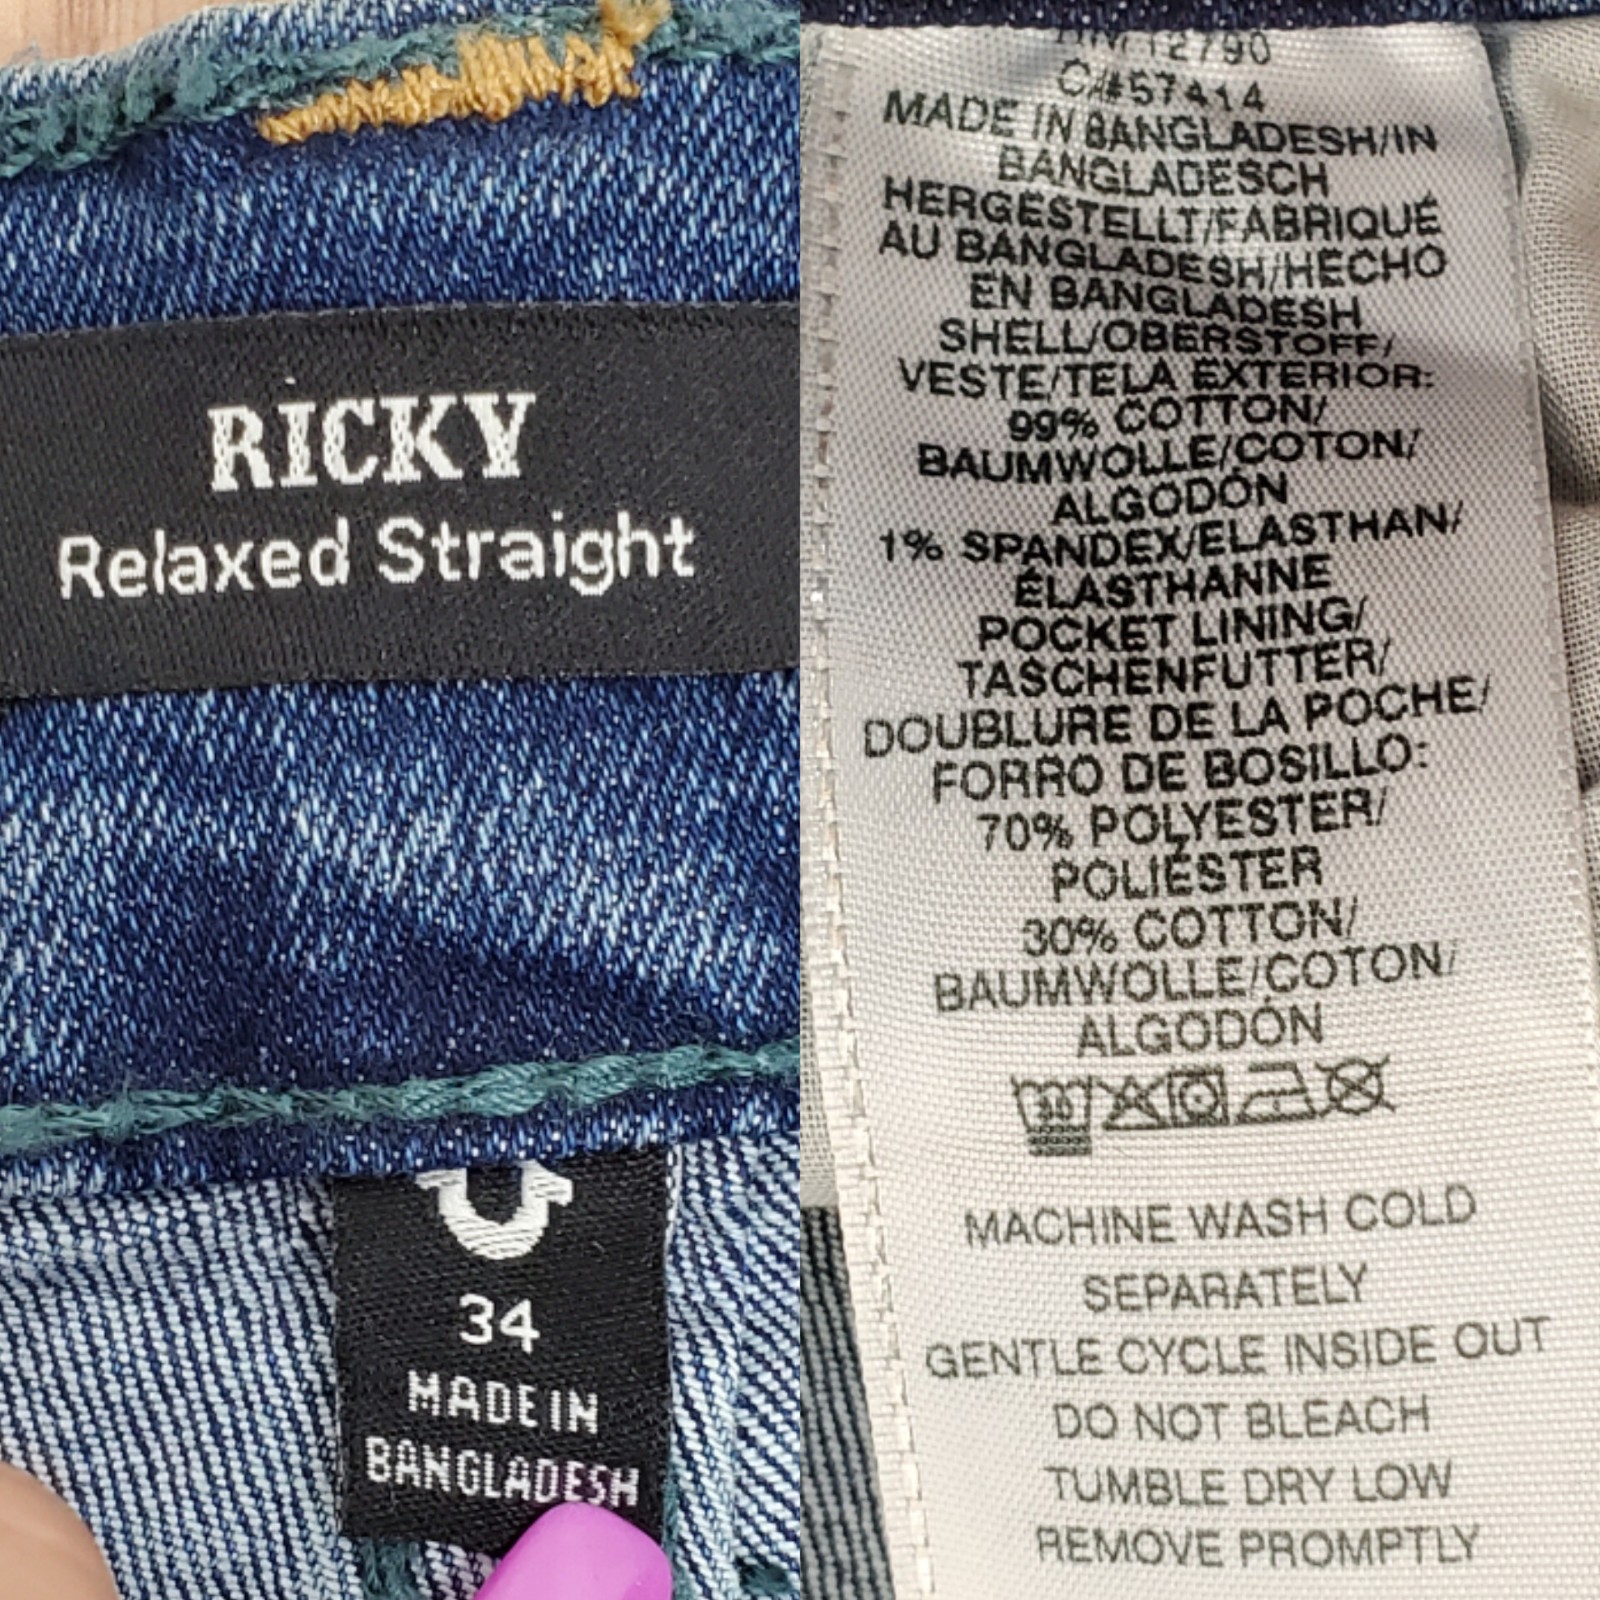 RICKY
Relaxed Straight
34
MADE IN
BANGLADESH
12790
CA#57414
MADE IN BANGLADESH/IN
BANGLADESCH
HERGESTELLT/FABRIQUÉ
AU BANGLADESH/HECHO
EN BANGLADESH
SHELL/OBERSTOFF/
VESTE/TELA EXTERIOR:
99% COTTON/
BAUMWOLLE/COTON/
ALGODÓN
1% SPANDEX/ELASTHAN/
ÉLASTHANNE
POCKET LINING/
TASCHENFUTTER/
DOUBLURE DE LA POCHE/
FORRO DE BOSILLO:
70% POLYESTER/
POLIÉSTER
30% COTTON/
BAUMWOLLE/COTON/
ALGODÓN
30
MACHINE WASH COLD
SEPARATELY
GENTLE CYCLE INSIDE OUT
DO NOT BLEACH
TUMBLE DRY LOW
REMOVE PROMPTLY